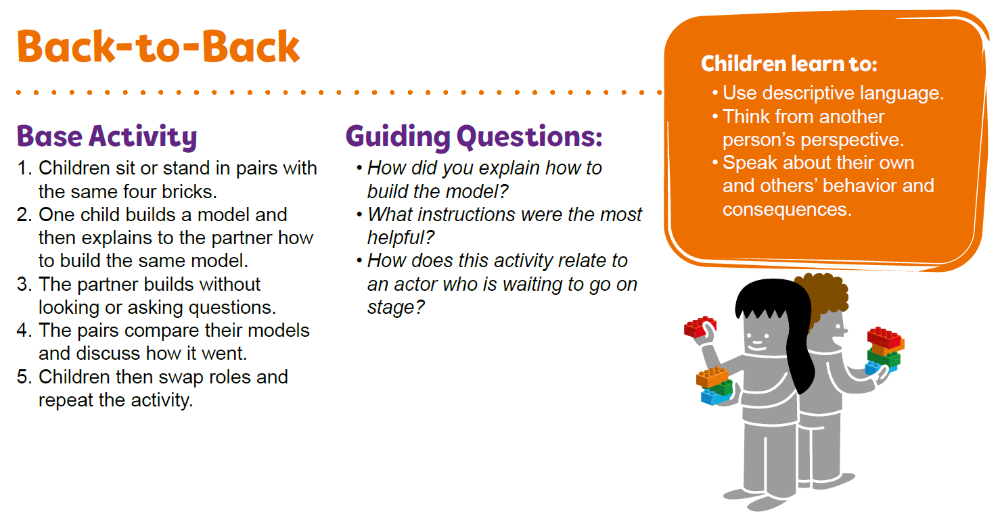 Back-to-Back
Base Activity
1. Children sit or stand in pairs with
the same four bricks.
2. One child builds a model and
then explains to the partner how
to build the same model.
3. The partner builds without
looking or asking questions.
4. The pairs compare their models
and discuss how it went.
5. Children then swap roles and
repeat the activity.
Guiding Questions:
• How did you explain how to
build the model?
• What instructions were the most
helpful?
• How does this activity relate to
an actor who is waiting to go on
stage?
Children learn to:
• Use descriptive language.
• Think from another
person’s perspective.
• Speak about their own
and others’ behavior and
consequences.